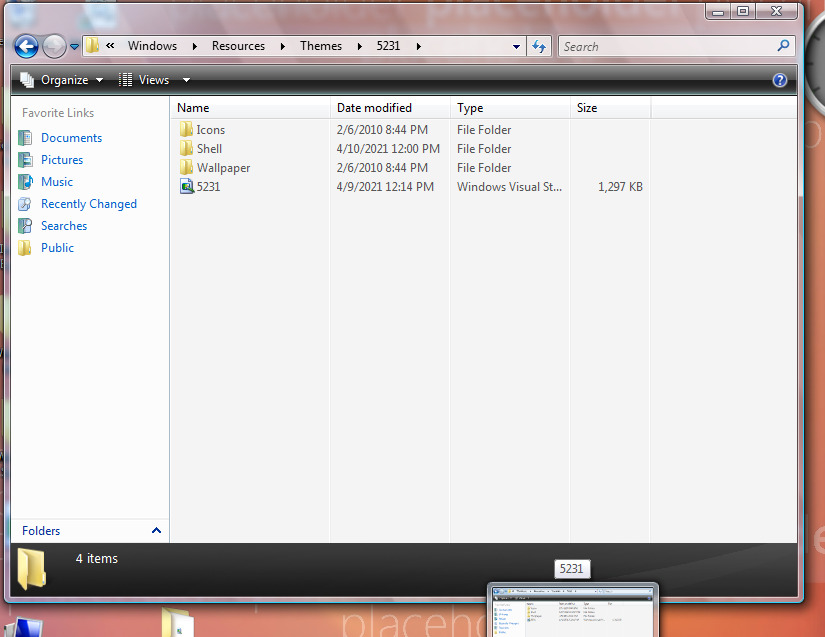 placeholder
« Windows Resources Themes 5231 Search
Organize Views
Favorite Links
Documents
Pictures
Music
Recently Changed
Searches
Public
Name Date modified Type Size
Icons 2/6/2010 8:44 PM File Folder
Shell 4/10/2021 12:00 PM File Folder
Wallpaper 2/6/2010 8:44 PM File Folder
5231 4/9/2021 12:14 PM Windows Visual St... 1,297 KB
Folders
4 items
5231
placeho